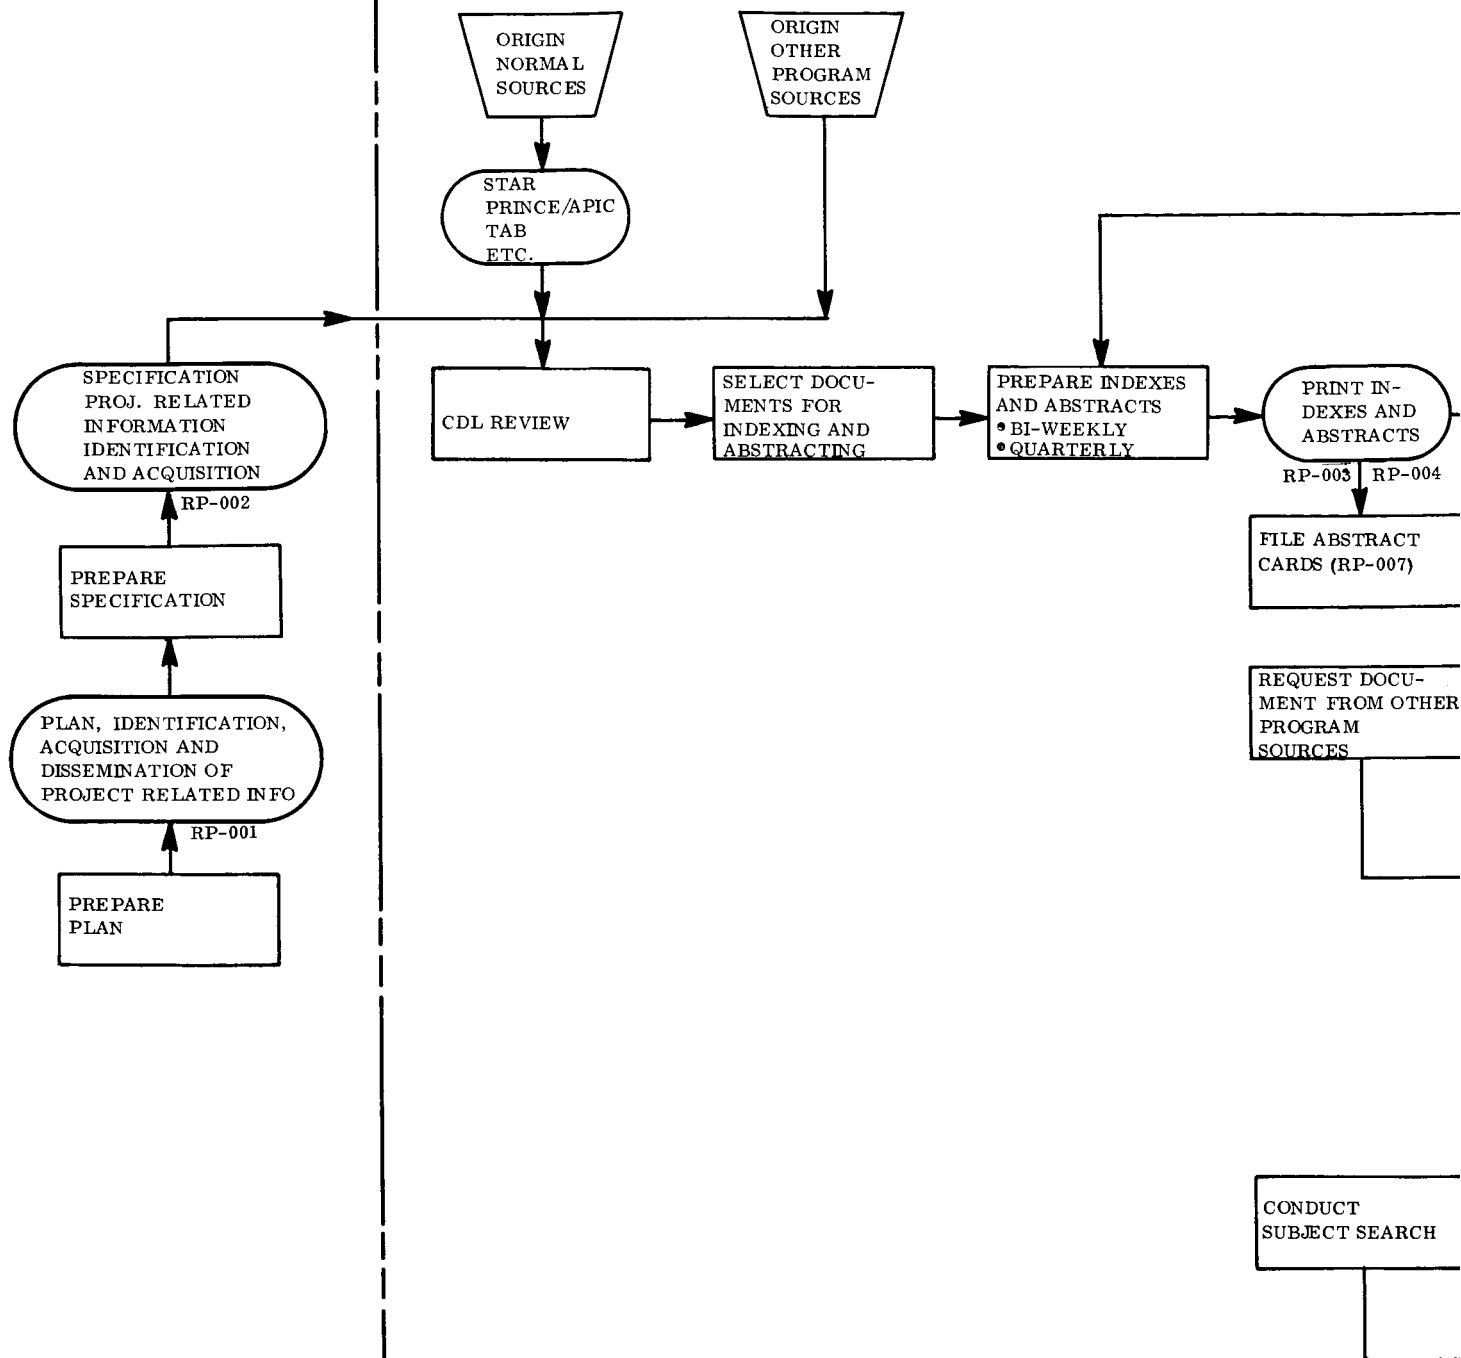 ORIGIN
NORMAL
SOURCES
ORIGIN
OTHER
PROGRAM
SOURCES
STAR
PRINCE/APIC
TAB
ETC.
SPECIFICATION
PROJ. RELATED
INFORMATION
IDENTIFICATION
AND ACQUISITION
RP-002
CDL REVIEW
SELECT DOCU-
MENTS FOR
INDEXING AND
ABSTRACTING
PREPARE INDEXES
AND ABSTRACTS
• BI-WEEKLY
• QUARTERLY
PRINT IN-
DEXES AND
ABSTRACTS
RP-003 RP-004
FILE ABSTRACT
CARDS (RP-007)
PREPARE
SPECIFICATION
REQUEST DOCU-
MENT FROM OTHER
PROGRAM
SOURCES
PLAN, IDENTIFICATION,
ACQUISITION AND
DISSEMINATION OF
PROJECT RELATED INFO
RP-001
PREPARE
PLAN
CONDUCT
SUBJECT SEARCH